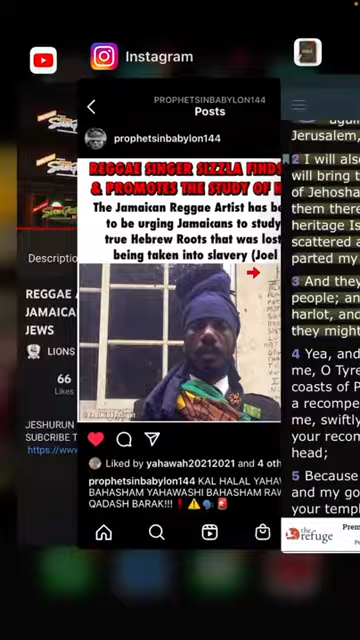 Instagram
PROPHETSINBABYLON144
Posts
prophetsinbabylon144
REGGAE SINGER SIZZLA FINDS
& PROMOTES THE STUDY OF
The Jamaican Reggae Artist has be
to be urging Jamaicans to study
true Hebrew Roots that was lost
being taken into slavery (Joel
Liked by yahawah20212021 and 4 oth
prophetsinbabylon144 KAL HALAL YAHAW
BAHASHAM YAHAWASHI BAHASHAM RAW
QADASH BARAK!!!
Descriptio
REGGAE
JAMAICA
JEWS
LIONS
66
Likes
JESHURUN
SUBCRIBE T
https://www
Jerusalem,
2 I will also
will bring t
of Jehosha
them there
heritage Is
scattered a
parted my
3 And they
people; an
harlot, and
they might
4 Yea, and
me, O Tyre
coasts of P
a recompe
me, swiftly
your recom
head;
5 Because
and my go
your templ
the refuge
Prem